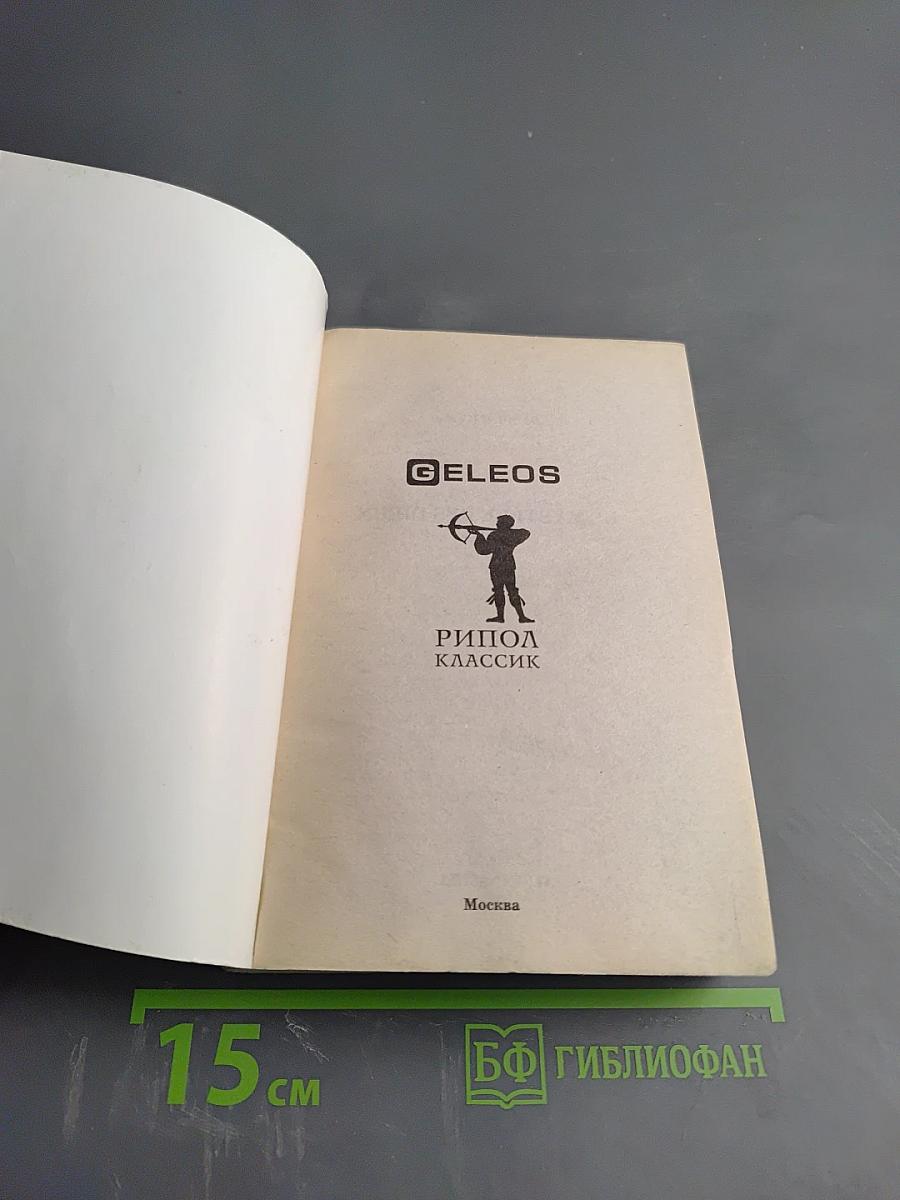 GELEOS
РИПОЛ
КЛАССИК
Москва
15 см
БФ ГИБЛИОФАН